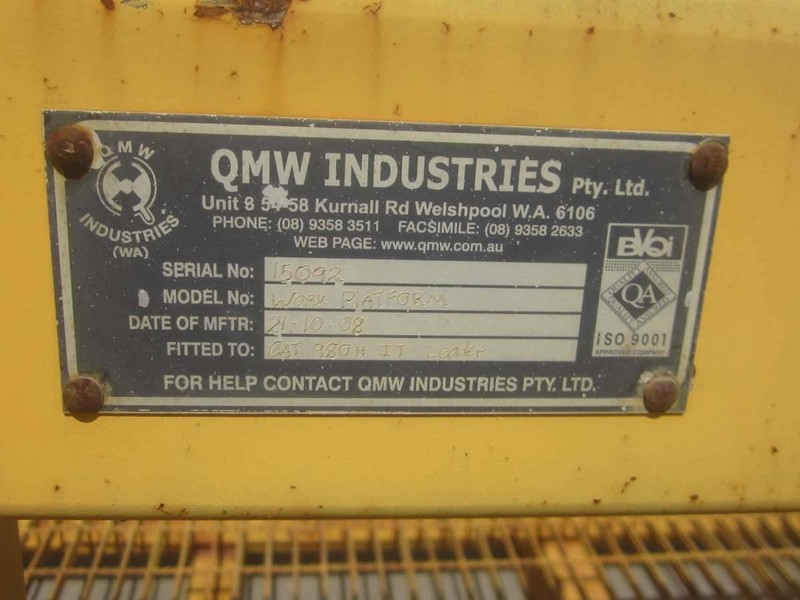 QMW
INDUSTRIES
(WA)
QMW INDUSTRIES Pty. Ltd.
Unit 8 54-58 Kurnall Rd Welshpool W.A. 6106
PHONE: (08) 9358 3511 FACSIMILE: (08) 9358 2633
WEB PAGE: www.qmw.com.au
SERIAL No: 15092
MODEL No: WORK PLATFORM
DATE OF MFTR: 21-10-08
FITTED TO: CAT 980H IT Loader
FOR HELP CONTACT QMW INDUSTRIES PTY. LTD.
BVQi
QA
ISO 9001
APPROVED COMPANY